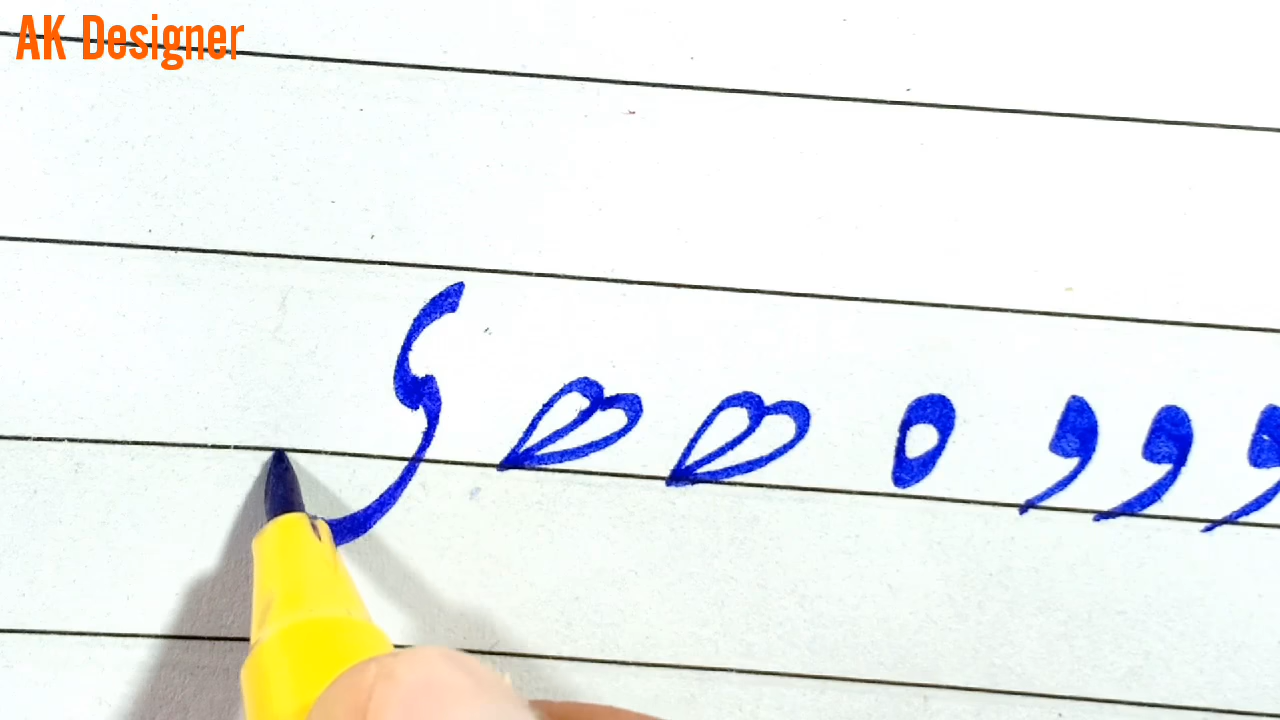 AK Designer
و و و ہ ھ ھ ی